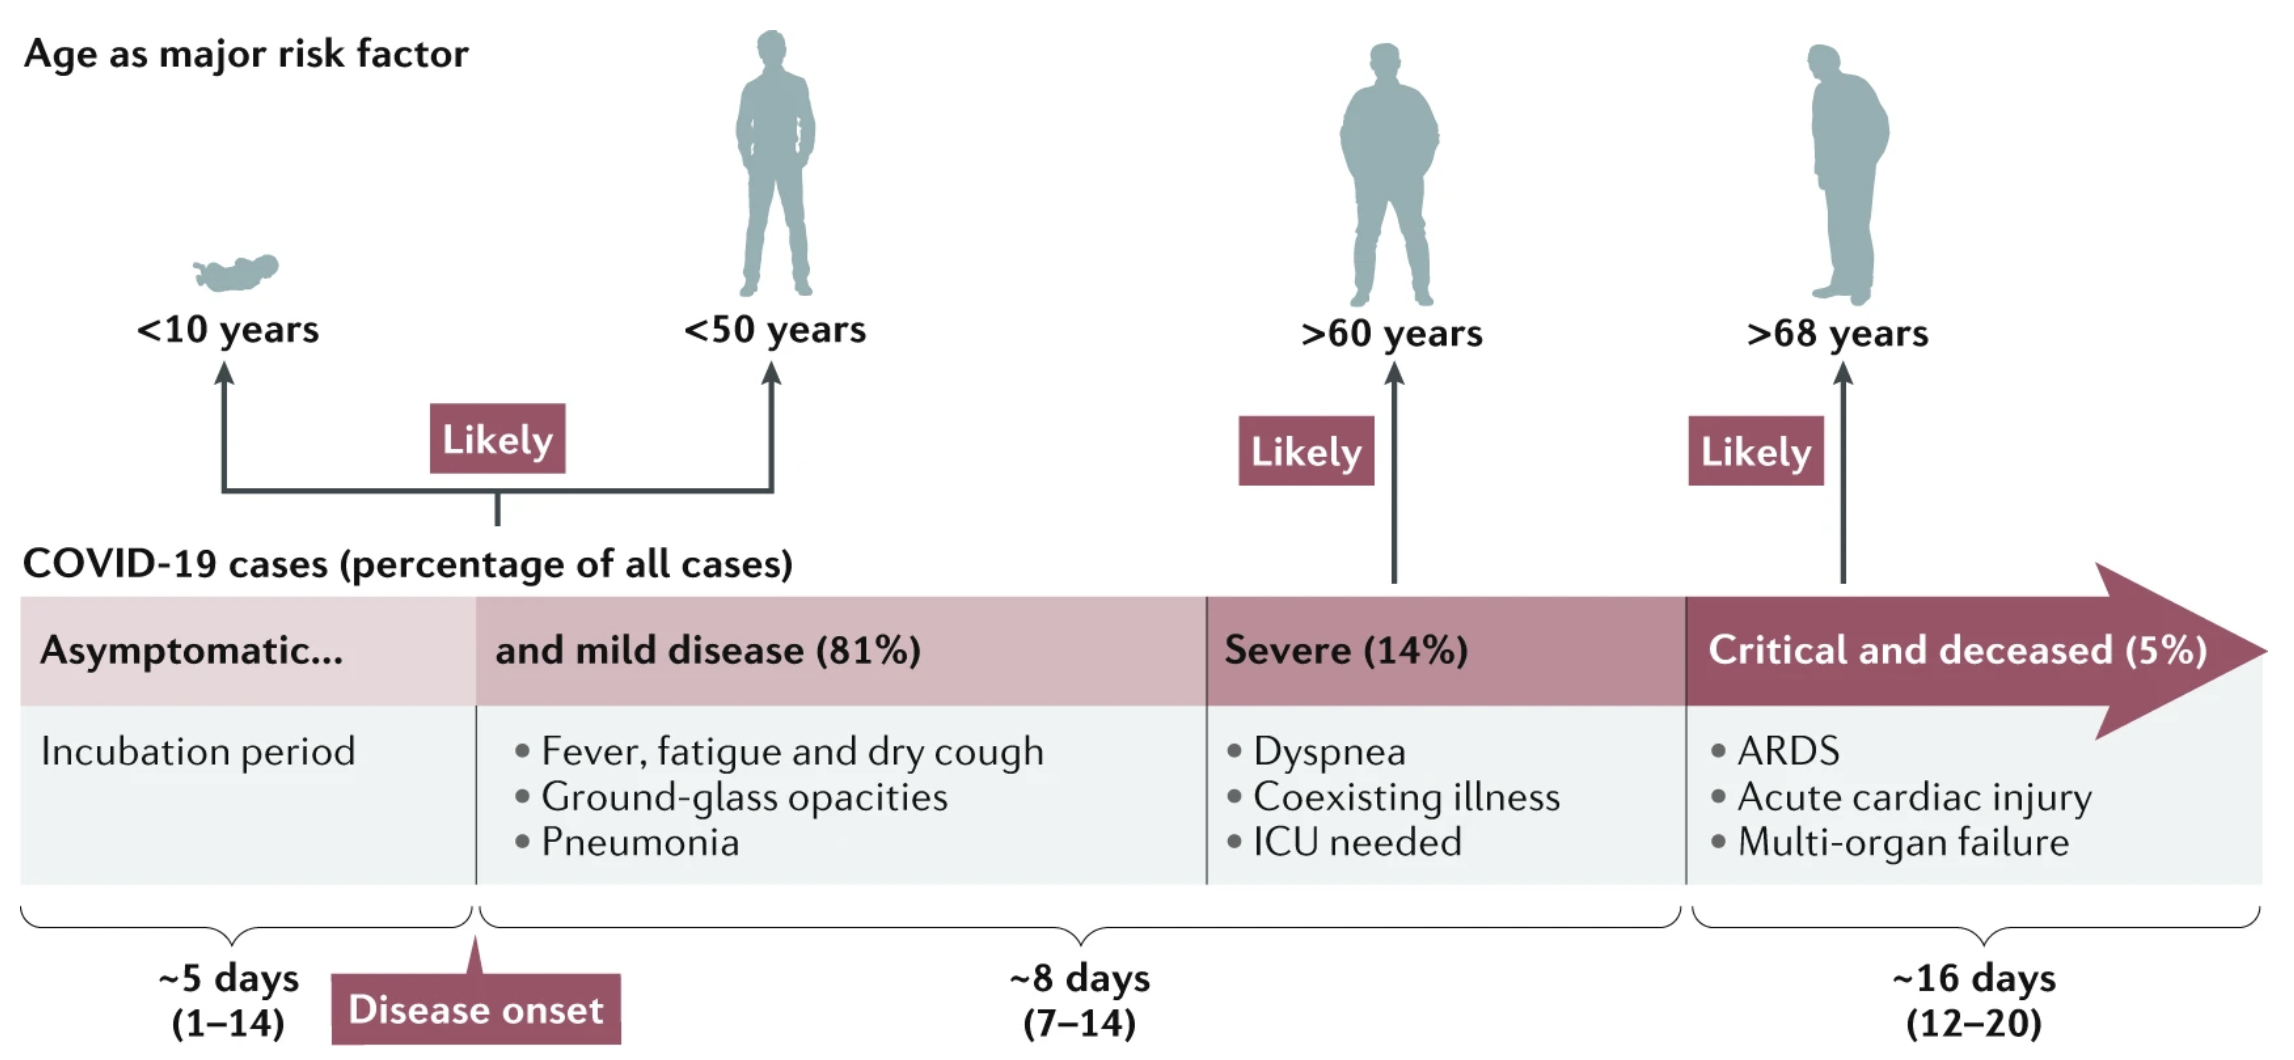 Age as major risk factor
<10 years
<50 years
>60 years
>68 years
Likely
Likely
Likely
COVID-19 cases (percentage of all cases)
Asymptomatic...
and mild disease (81%)
Severe (14%)
Critical and deceased (5%)
Incubation period
• Fever, fatigue and dry cough
• Ground-glass opacities
• Pneumonia
• Dyspnea
• Coexisting illness
• ICU needed
• ARDS
• Acute cardiac injury
• Multi-organ failure
~5 days
(1–14)
Disease onset
~8 days
(7–14)
~16 days
(12–20)